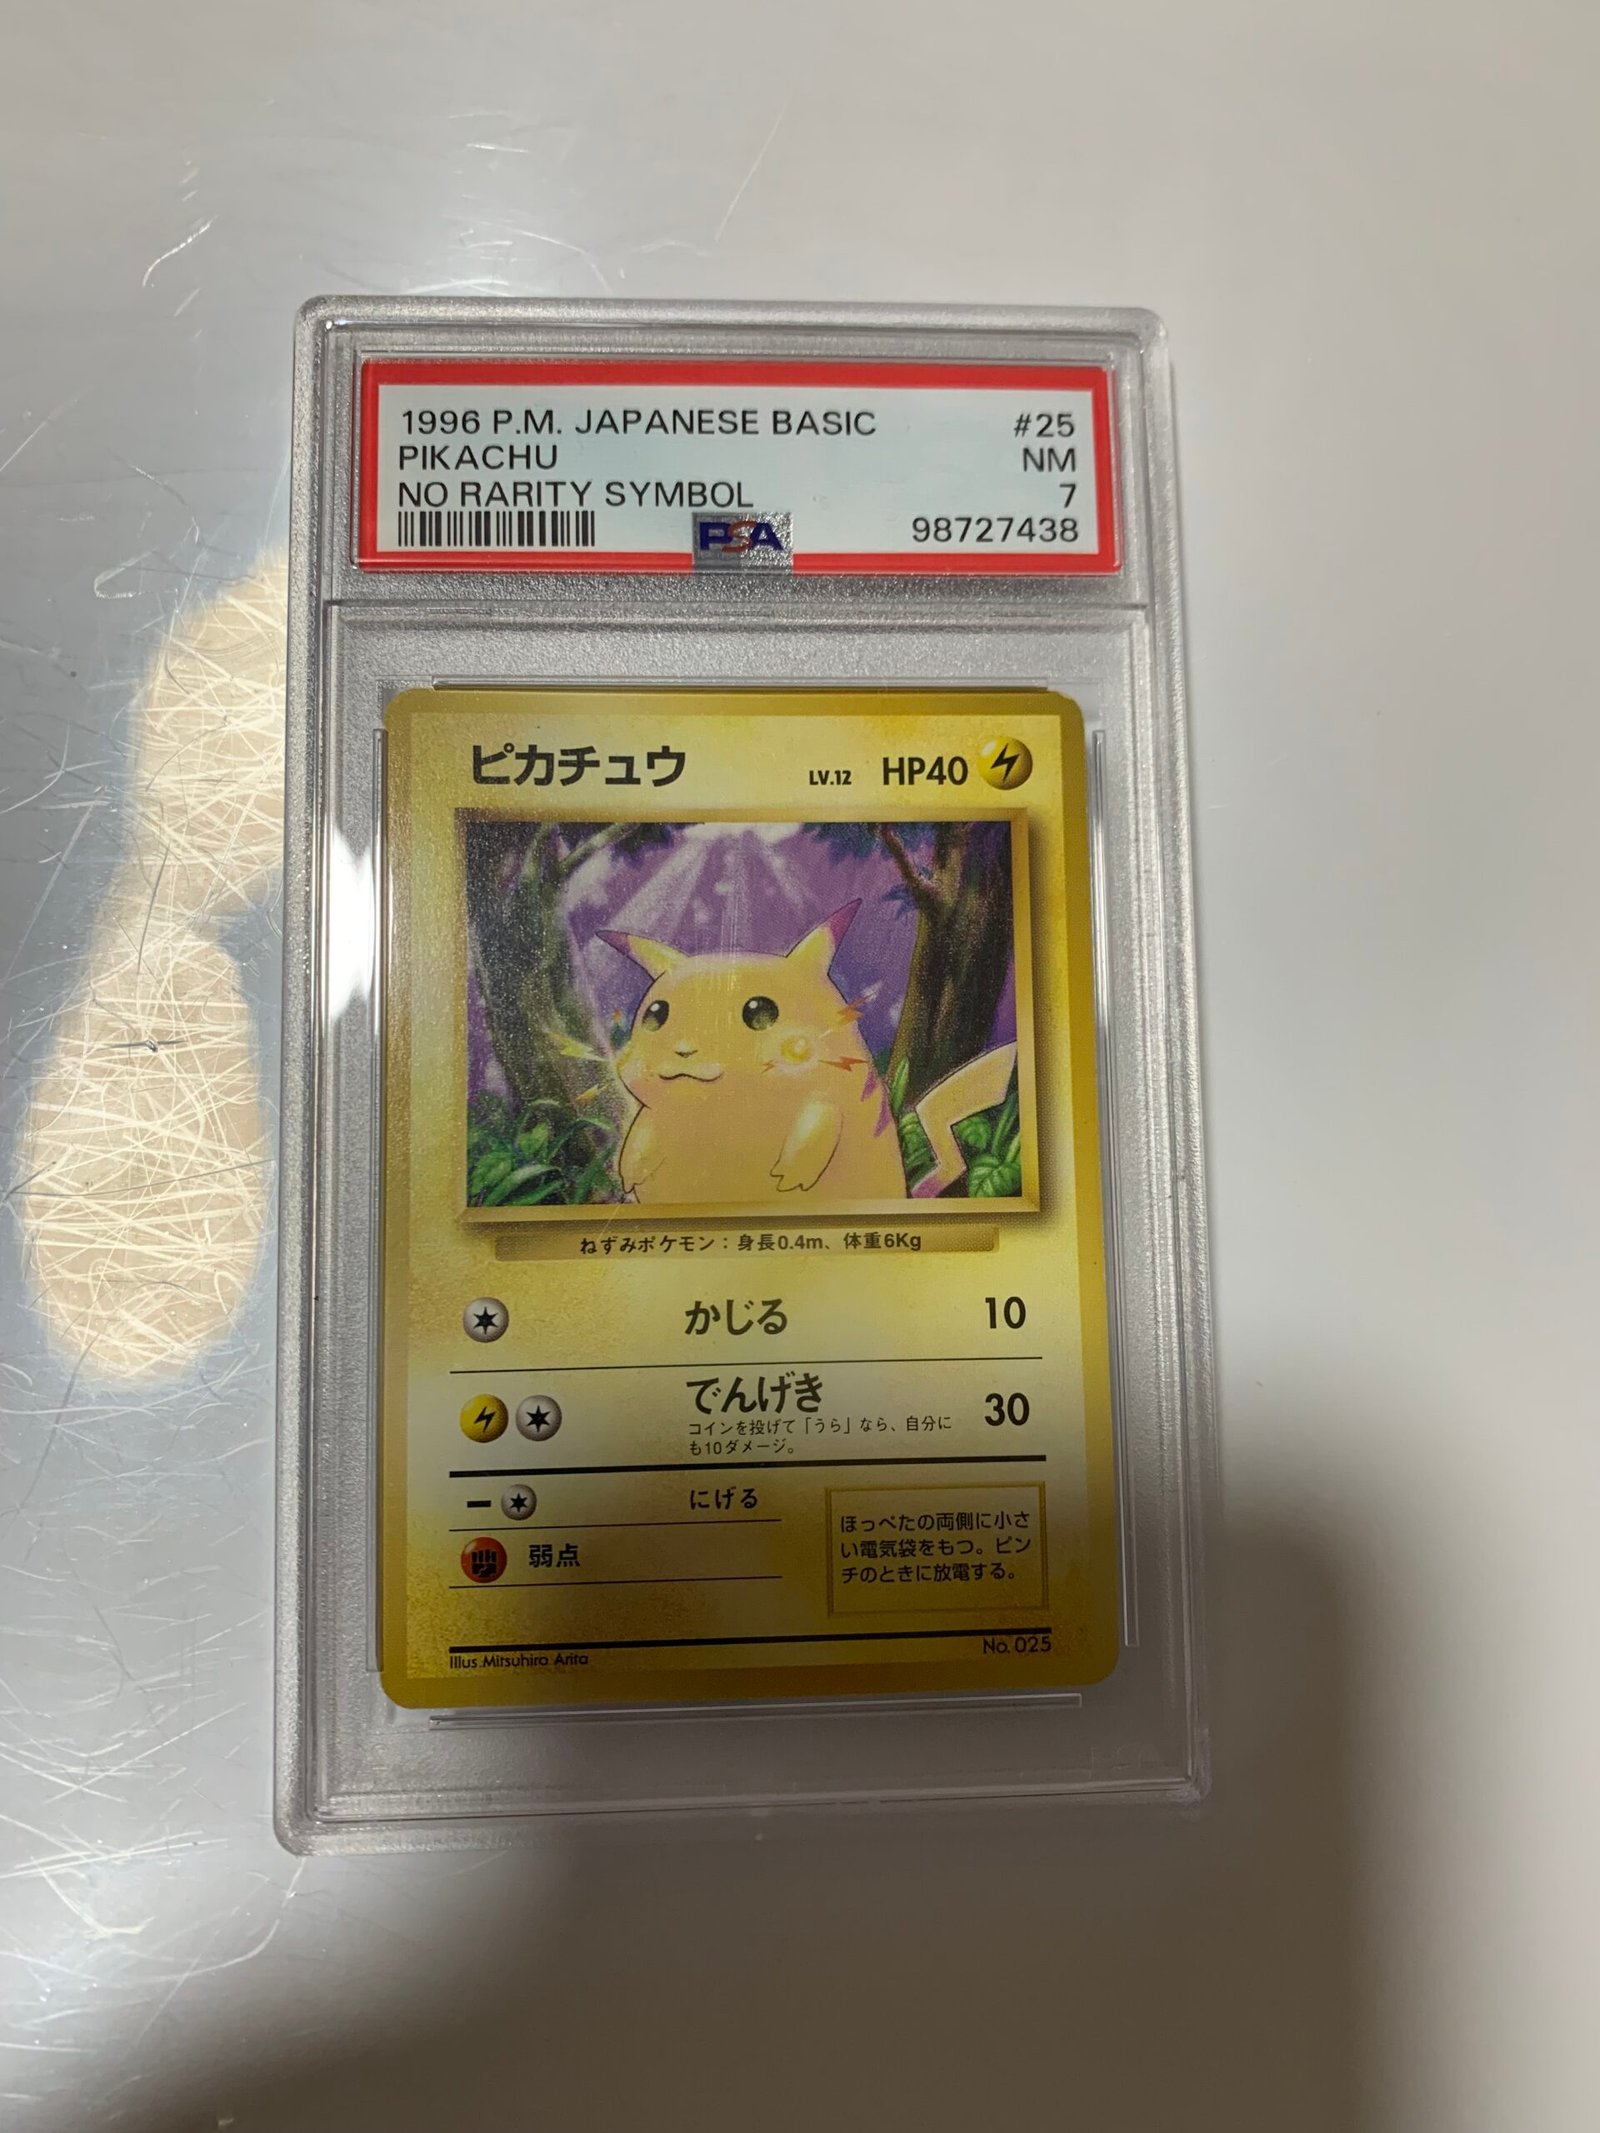 1996 P.M. JAPANESE BASIC #25
PIKACHU NM
NO RARITY SYMBOL 7
PSA 98727438
ピカチュウ LV.12 HP40
ねずみポケモン：身長0.4m、体重6Kg
かじる 10
でんげき 30
コインを投げて「うら」なら、自分に
も10ダメージ。
にげる
弱点
ほっぺたの両側に小さ
い電気袋をもつ。ピン
チのときに放電する。
No. 025
Illus. Mitsuhiro Arita